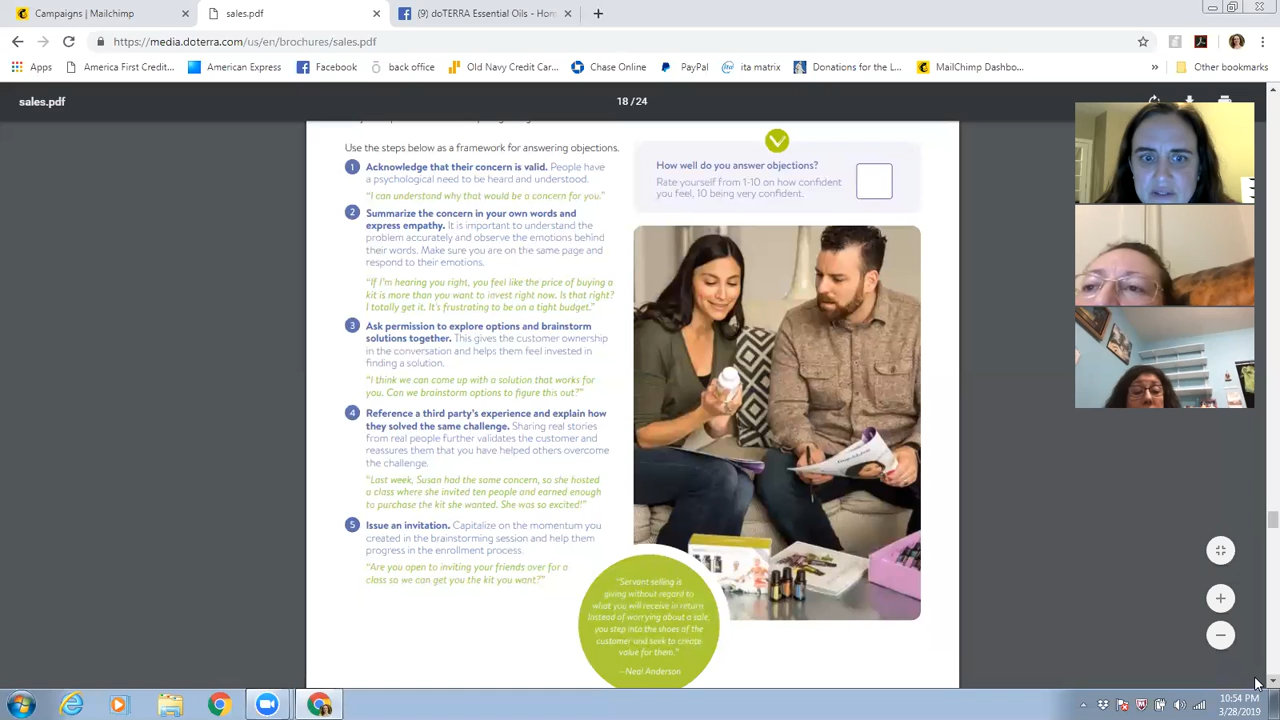 Campaigns | Mailchimp
sales.pdf
(9) doTERRA Essential Oils - Hom
https://media.doterra.com/us/en/brochures/sales.pdf
Apps
America First Credit...
American Express
Facebook
back office
Old Navy Credit Car...
Chase Online
PayPal
ita matrix
Donations for the L...
MailChimp Dashbo...
»
Other bookmarks
sales.pdf
18 / 24
Use the steps below as a framework for answering objections.
1 Acknowledge that their concern is valid. People have
a psychological need to be heard and understood.
"I can understand why that would be a concern for you."
2 Summarize the concern in your own words and
express empathy. It is important to understand the
problem accurately and observe the emotions behind
their words. Make sure you are on the same page and
respond to their emotions.
"If I'm hearing you right, you feel like the price of buying a
kit is more than you want to invest right now. Is that right?
I totally get it. It's frustrating to be on a tight budget."
3 Ask permission to explore options and brainstorm
solutions together. This gives the customer ownership
in the conversation and helps them feel invested in
finding a solution.
"I think we can come up with a solution that works for
you. Can we brainstorm options to figure this out?"
4 Reference a third party's experience and explain how
they solved the same challenge. Sharing real stories
from real people further validates the customer and
reassures them that you have helped others overcome
the challenge.
"Last week, Susan had the same concern, so she hosted
a class where she invited ten people and earned enough
to purchase the kit she wanted. She was so excited!"
5 Issue an invitation. Capitalize on the momentum you
created in the brainstorming session and help them
progress in the enrollment process.
"Are you open to inviting your friends over for a
class so we can get you the kit you want?"
How well do you answer objections?
Rate yourself from 1-10 on how confident
you feel, 10 being very confident.
"Servant selling is
giving without regard to
what you will receive in return.
Instead of worrying about a sale,
you step into the shoes of the
customer and seek to create
value for them."
–Neal Anderson
10:54 PM
3/28/2019